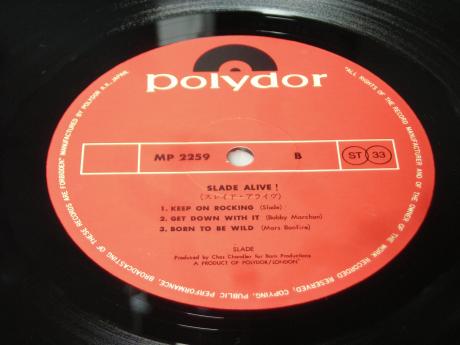 polydor
MP 2259 B ST 33
SLADE ALIVE!
(スレイド・アライヴ)
1. KEEP ON ROCKING (Slade)
2. GET DOWN WITH IT (Bobby Marchan)
3. BORN TO BE WILD (Mars Bonfire)
SLADE
Produced by Chas Chandler for Barn Productions
A PRODUCT OF POLYDOR/LONDON
"ALL RIGHTS OF THE RECORD MANUFACTURER AND OF THE OWNER OF THE WORK RECORDED RESERVED, COPYING, PUBLIC PERFORMANCE, BROADCASTING OF THESE RECORDS ARE FORBIDDEN" MANUFACTURED BY POLYDOR K.K., JAPAN.